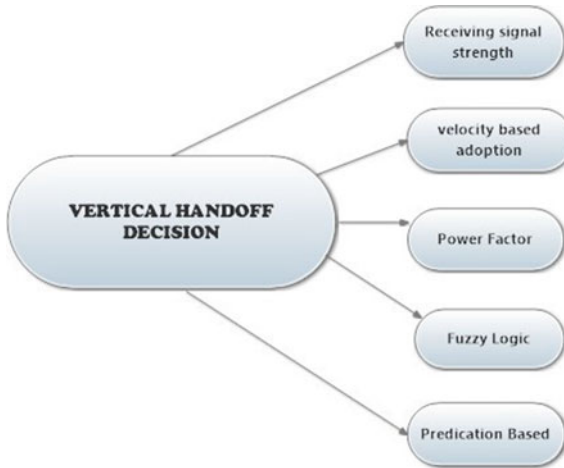 Receiving signal
strength
velocity based
adoption
VERTICAL HANDOFF
DECISION
Power Factor
Fuzzy Logic
Predication Based